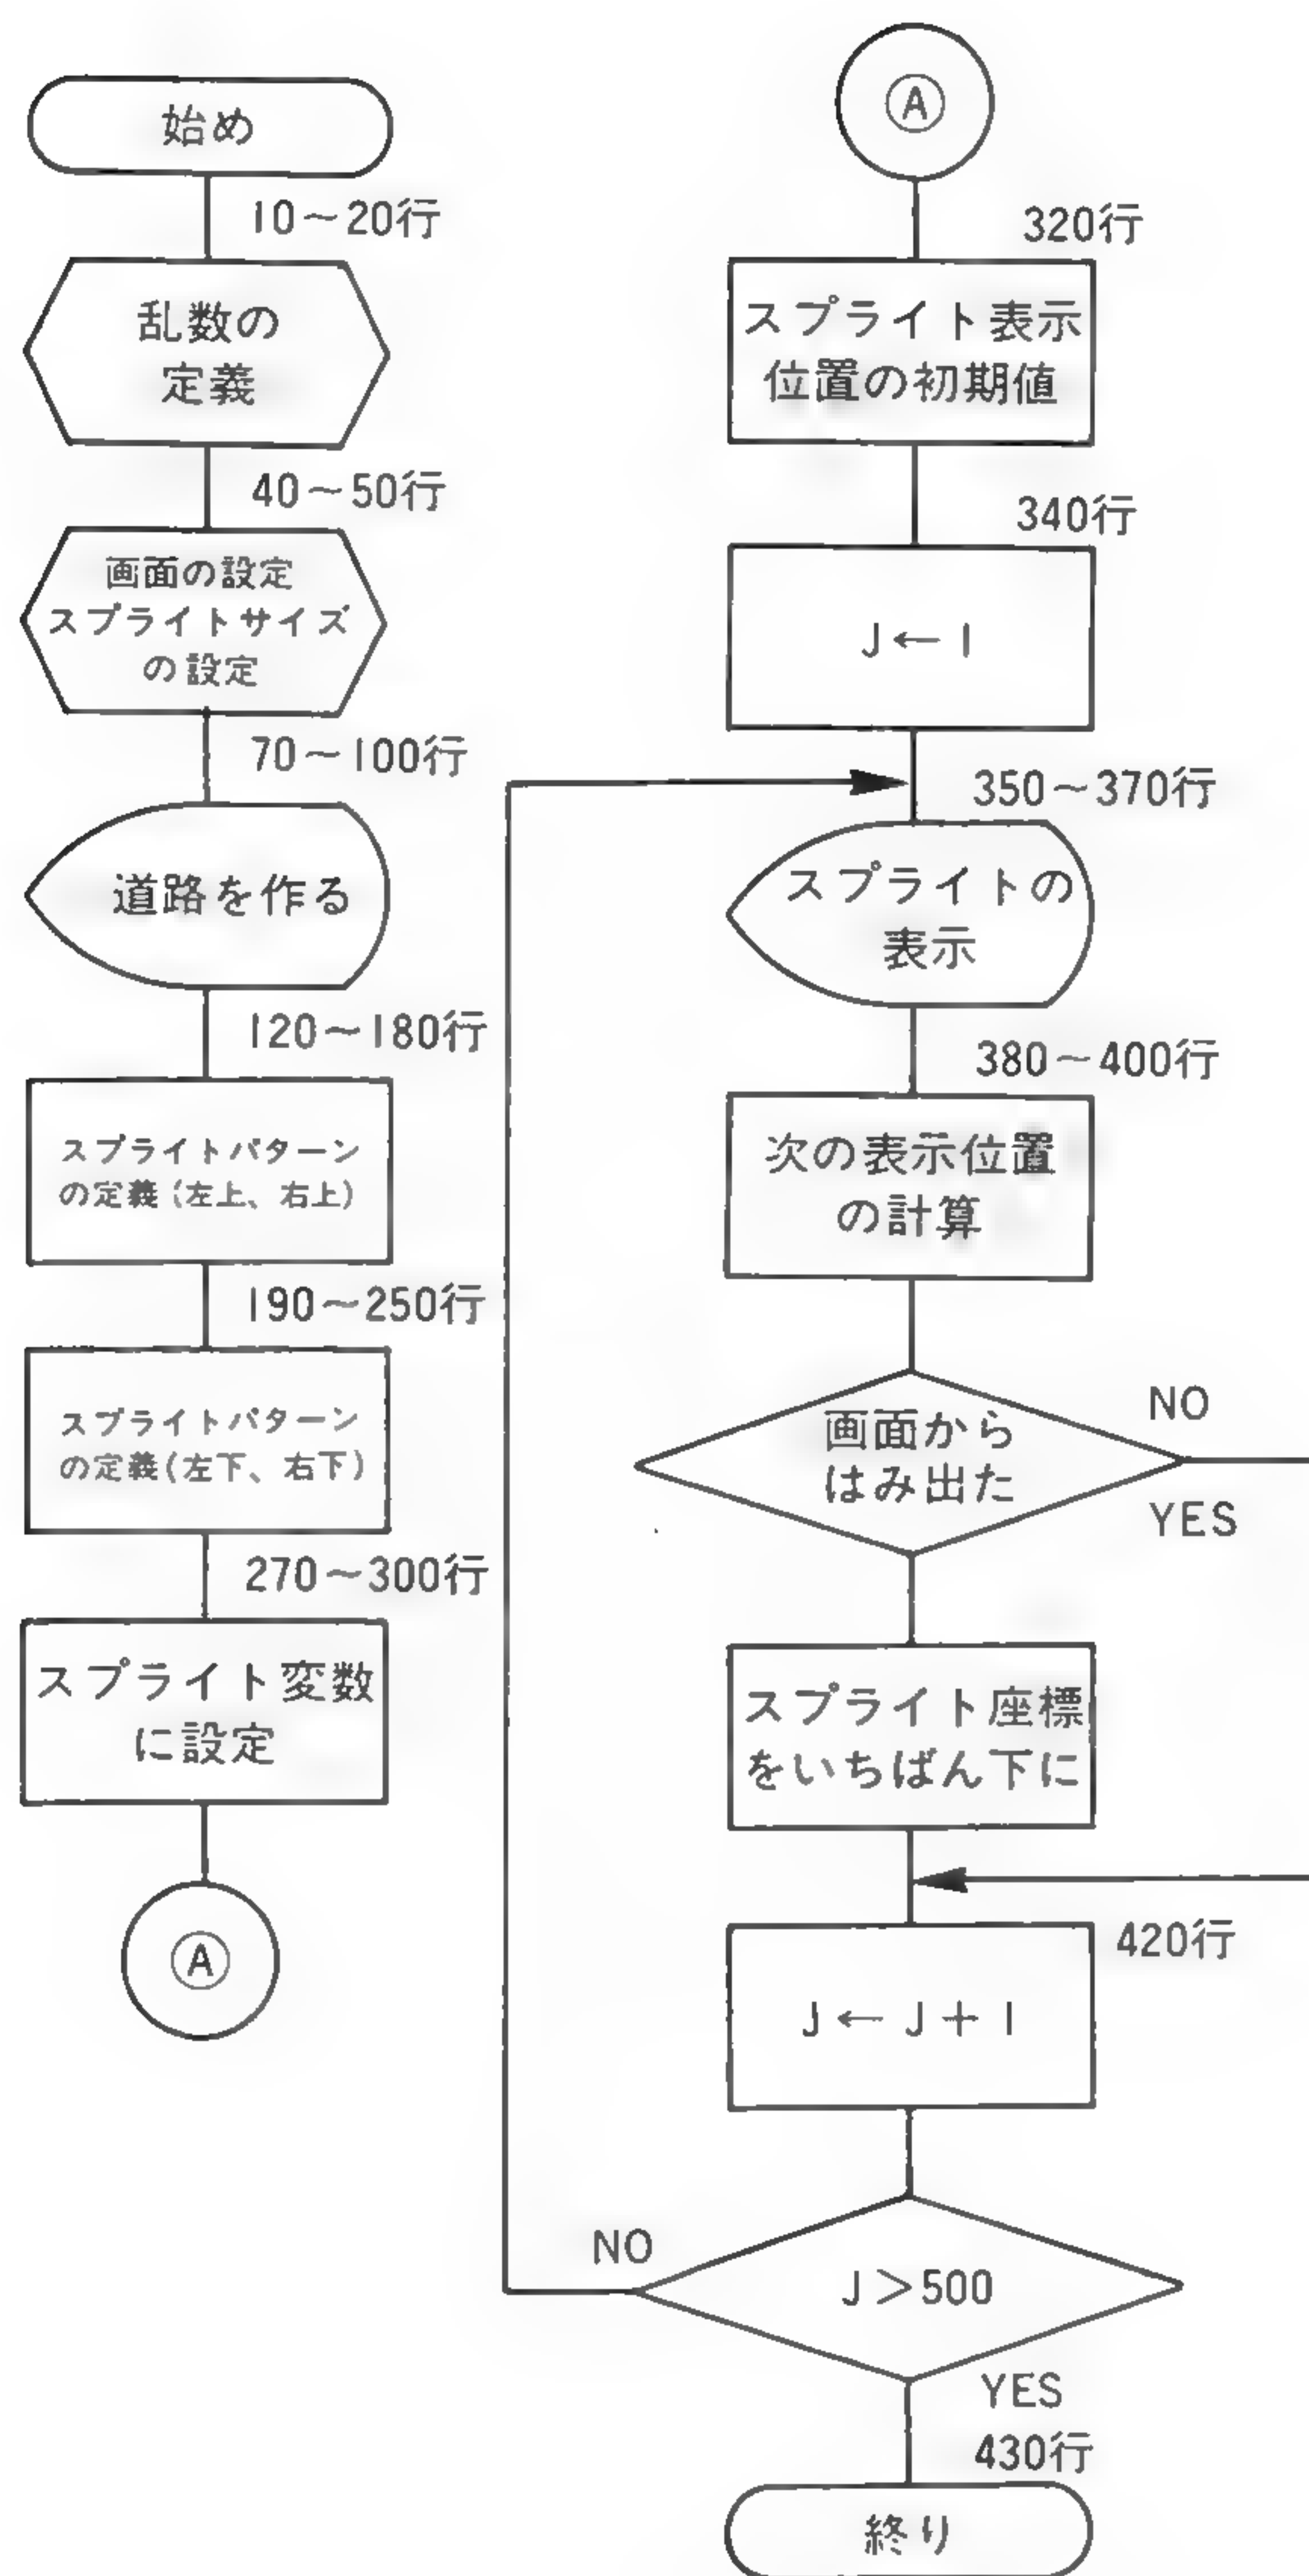 始め
10～20行
乱数の
定義
40～50行
画面の設定
スプライトサイズ
の設定
70～100行
道路を作る
120～180行
スプライトパターン
の定義(左上、右上)
190～250行
スプライトパターン
の定義(左下、右下)
270～300行
スプライト変数
に設定
Ⓐ
Ⓐ
320行
スプライト表示
位置の初期値
340行
J←1
350～370行
スプライトの
表示
380～400行
次の表示位置
の計算
画面から
はみ出た
NO
YES
スプライト座標
をいちばん下に
420行
J←J+1
J>500
NO
YES
430行
終り